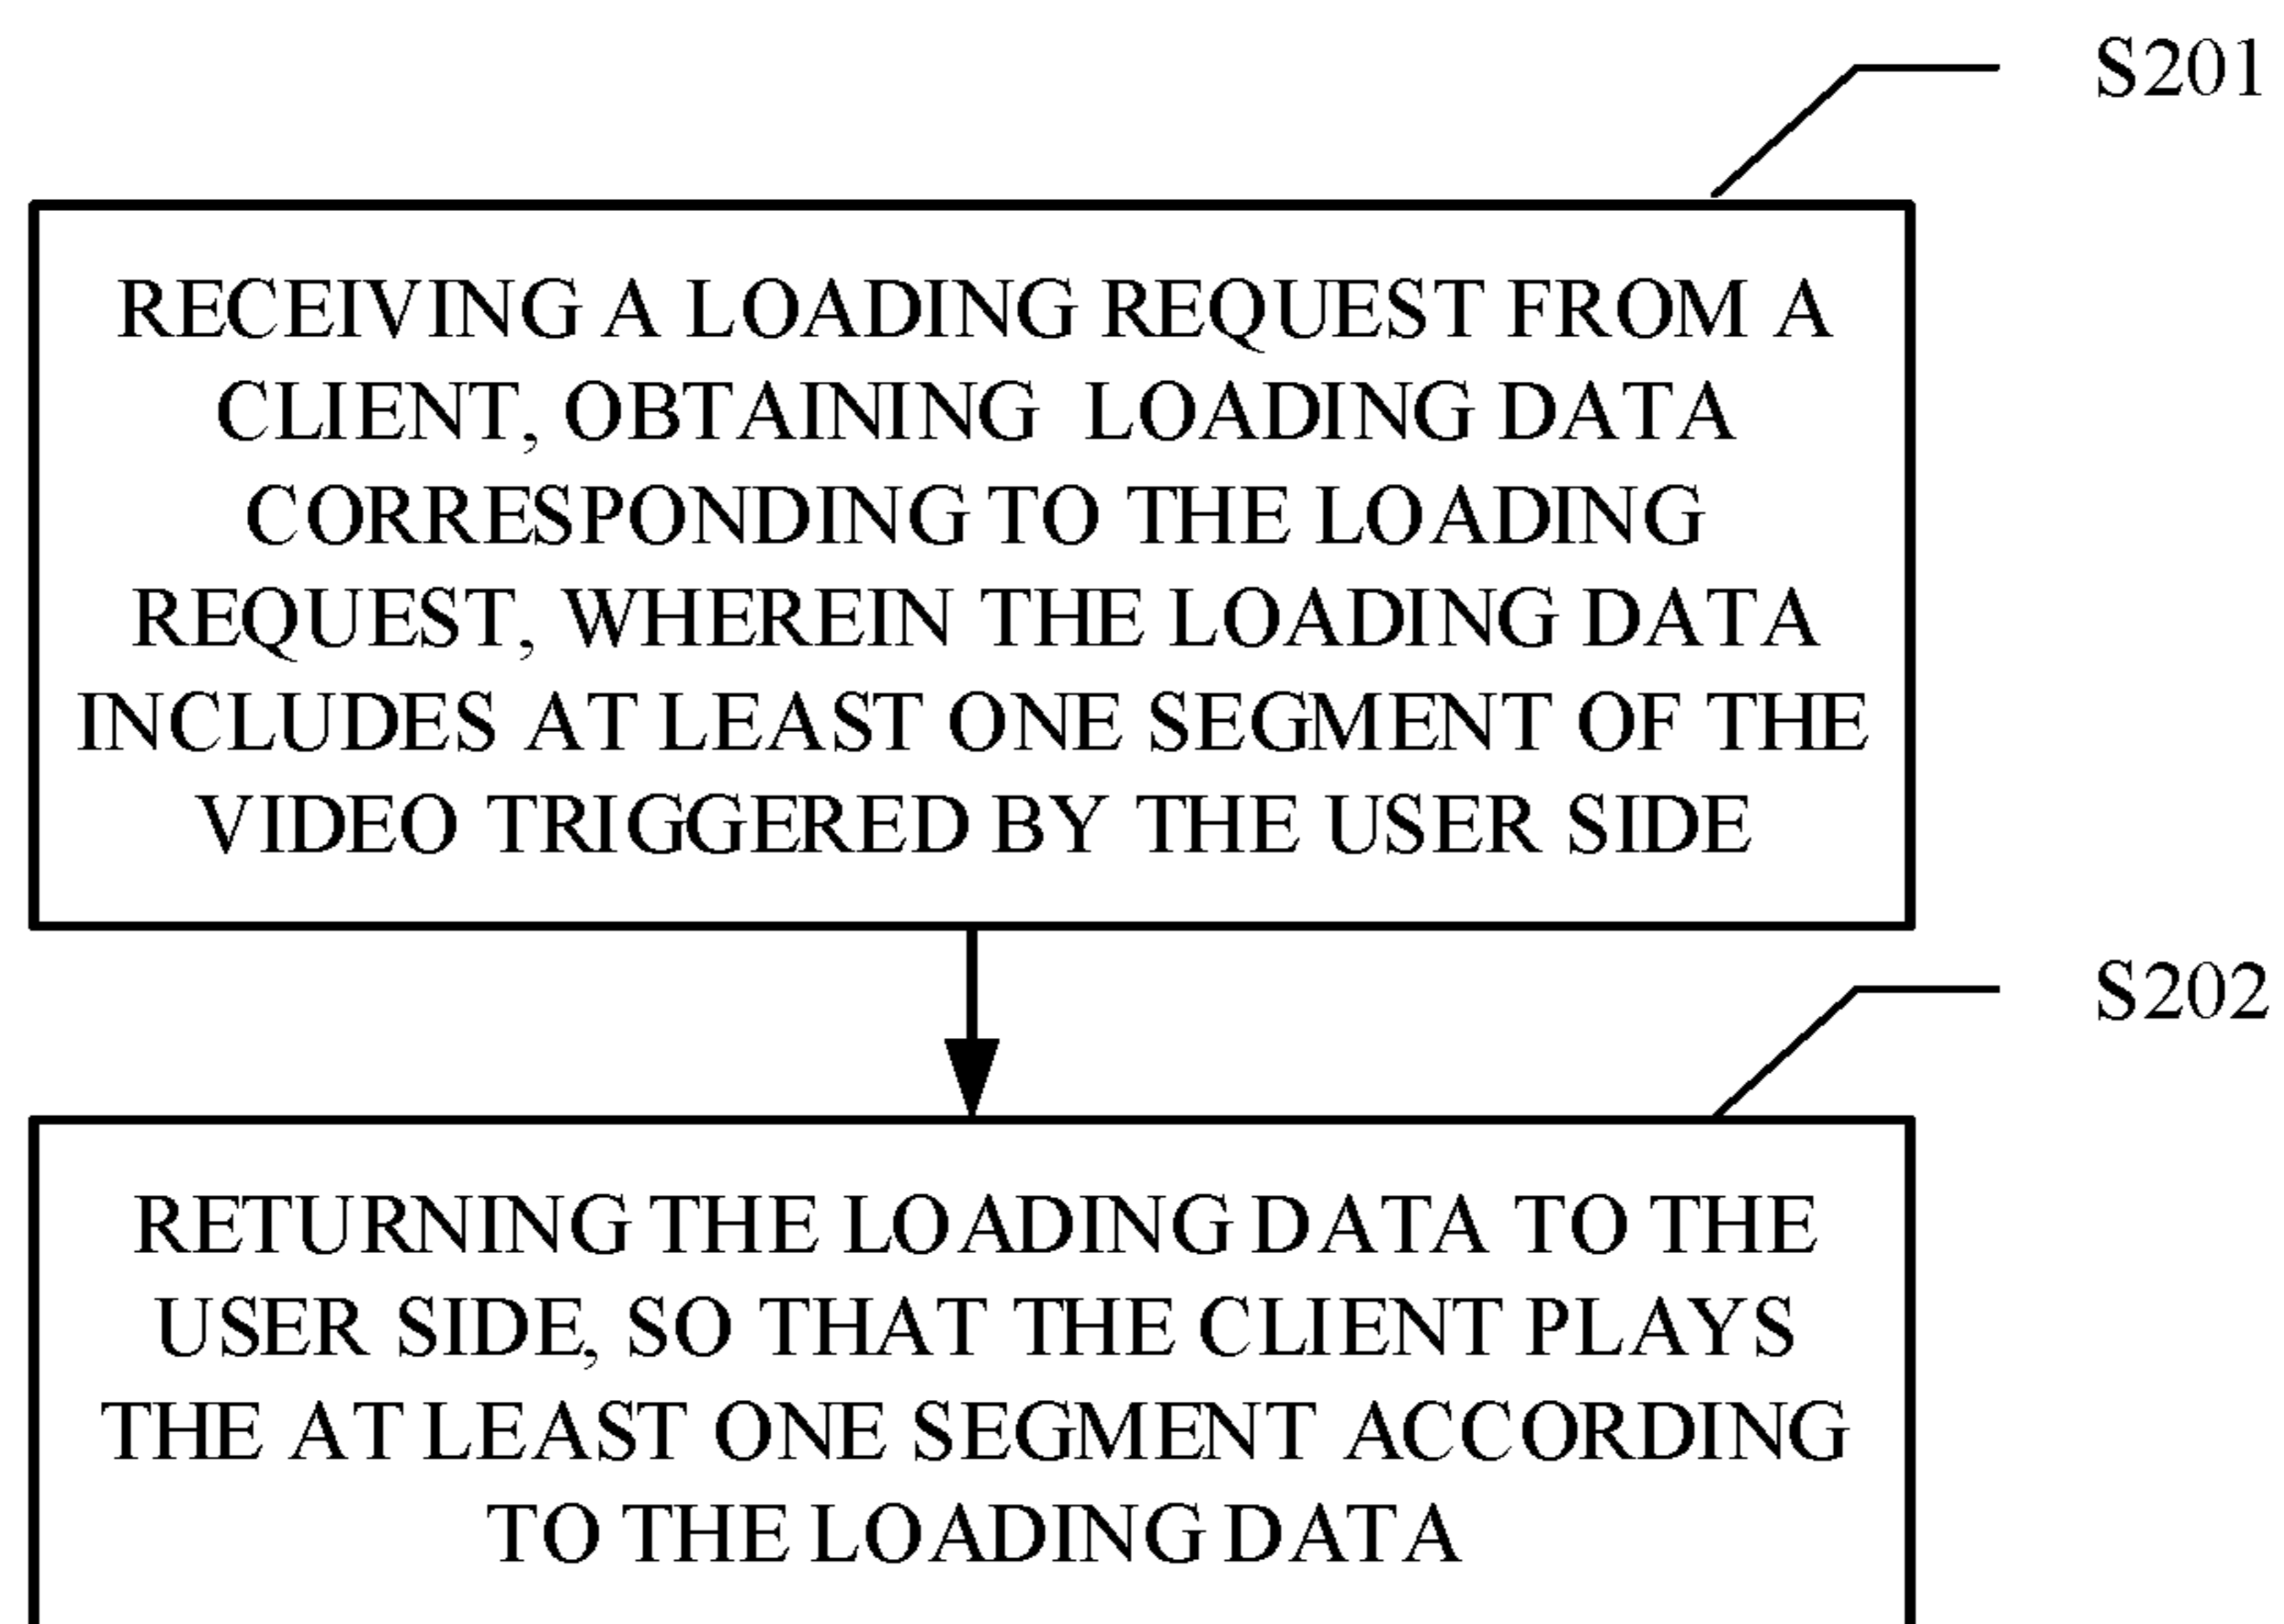 S201
RECEIVING A LOADING REQUEST FROM A
CLIENT, OBTAINING LOADING DATA
CORRESPONDING TO THE LOADING
REQUEST, WHEREIN THE LOADING DATA
INCLUDES AT LEAST ONE SEGMENT OF THE
VIDEO TRIGGERED BY THE USER SIDE
S202
RETURNING THE LOADING DATA TO THE
USER SIDE, SO THAT THE CLIENT PLAYS
THE AT LEAST ONE SEGMENT ACCORDING
TO THE LOADING DATA